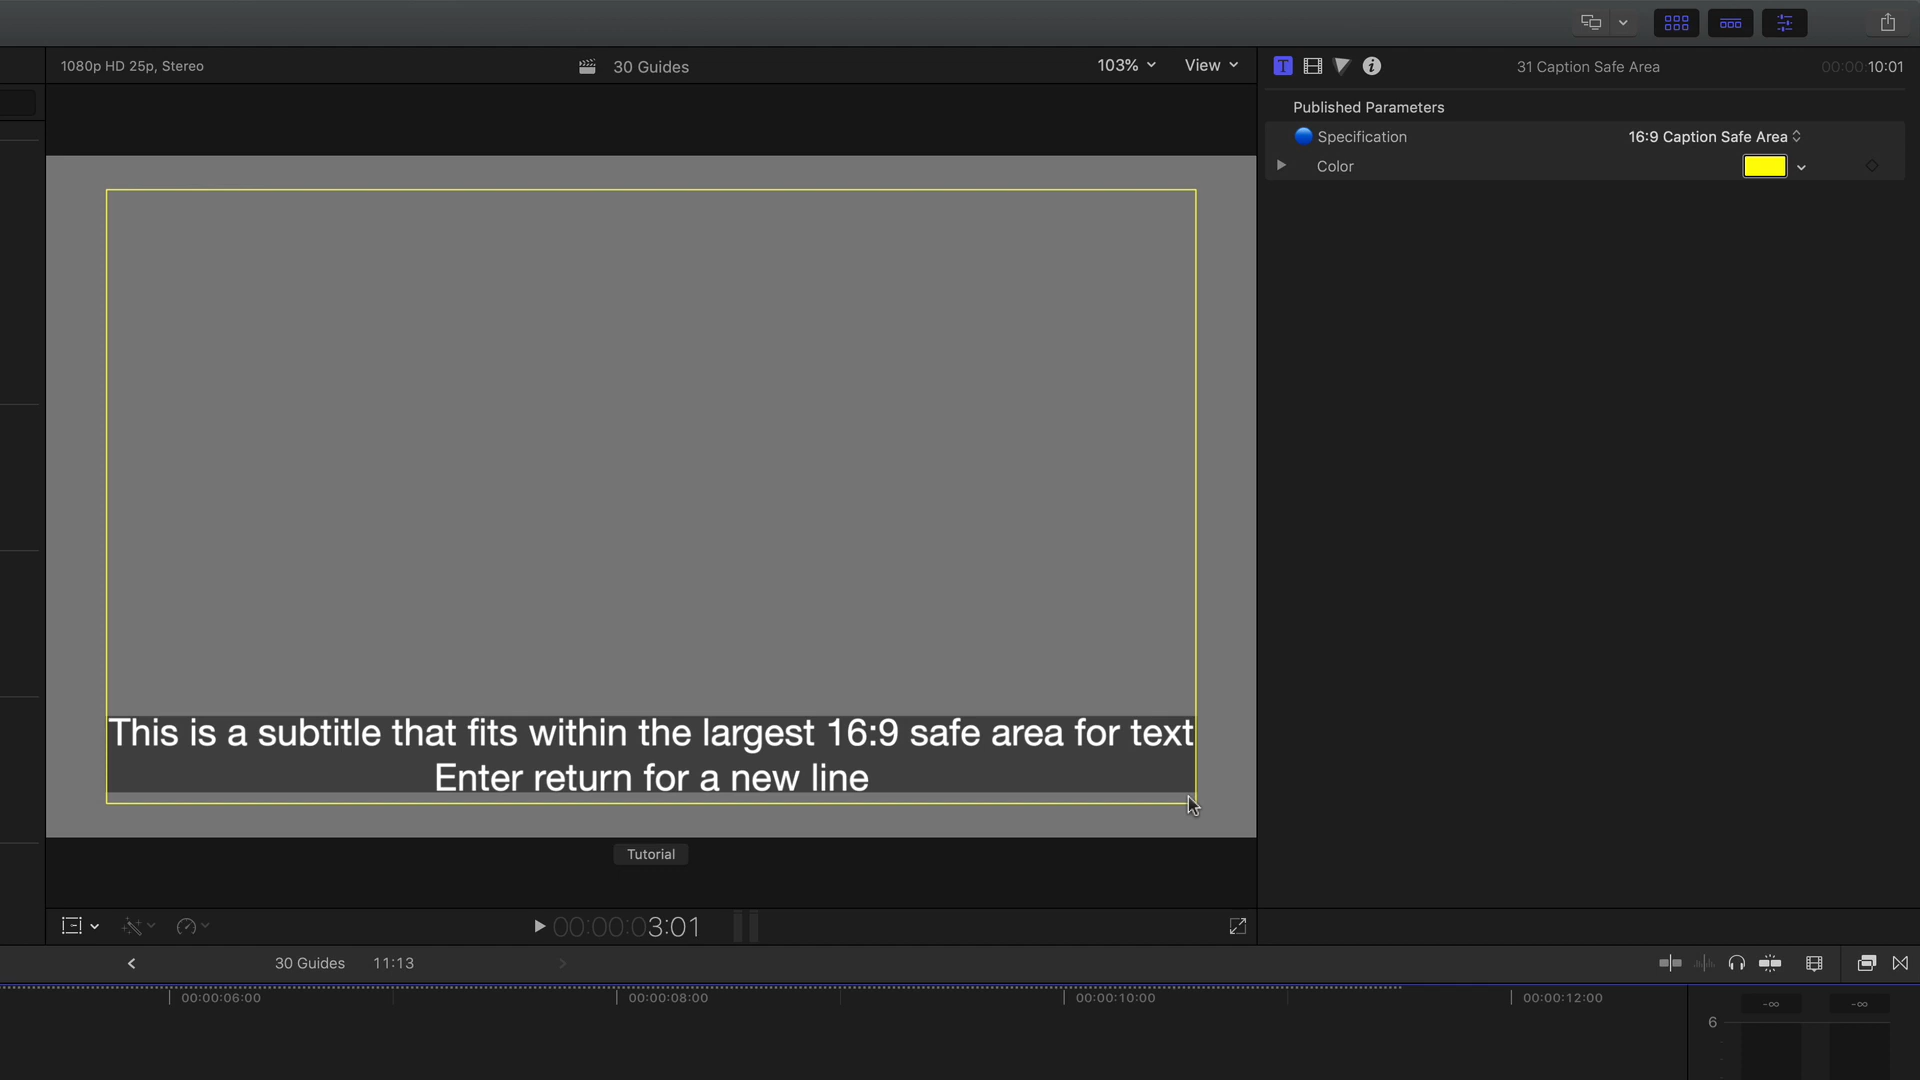 1080p HD 25p, Stereo
30 Guides
103%
View
T
i
31 Caption Safe Area
00:00:10:01
Published Parameters
Specification
16:9 Caption Safe Area
Color
This is a subtitle that fits within the largest 16:9 safe area for text
Enter return for a new line
Tutorial
00:00:03:01
30 Guides
11:13
00:00:06:00
00:00:08:00
00:00:10:00
00:00:12:00
-∞
-∞
6